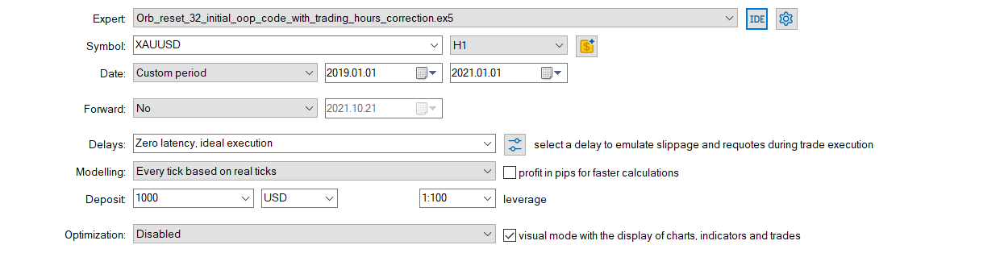 Expert: Orb_reset_32_initial_oop_code_with_trading_hours_correction.ex5 IDE
Symbol: XAUUSD H1
Date: Custom period 2019.01.01 2021.01.01
Forward: No 2021.10.21
Delays: Zero latency, ideal execution select a delay to emulate slippage and requotes during trade execution
Modelling: Every tick based on real ticks profit in pips for faster calculations
Deposit: 1000 USD 1:100 leverage
Optimization: Disabled visual mode with the display of charts, indicators and trades